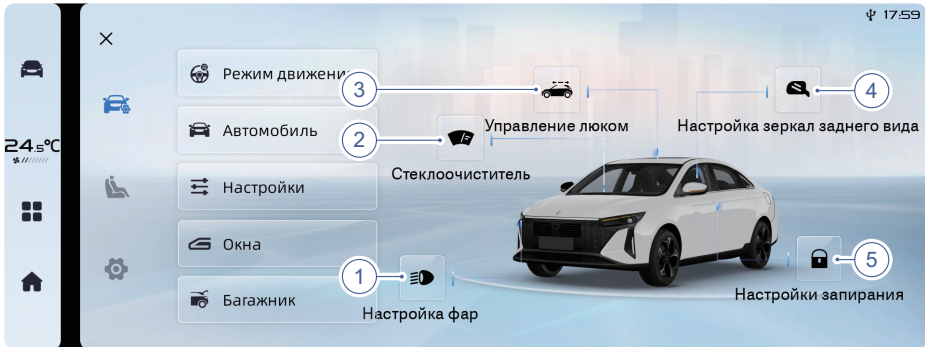 17:59
Режим движени
3
4
24.5°C
Автомобиль
2
Управление люком
Настройка зеркал заднего вида
Стеклоочиститель
Настройки
Окна
1
5
Багажник
Настройки запирания
Настройка фар